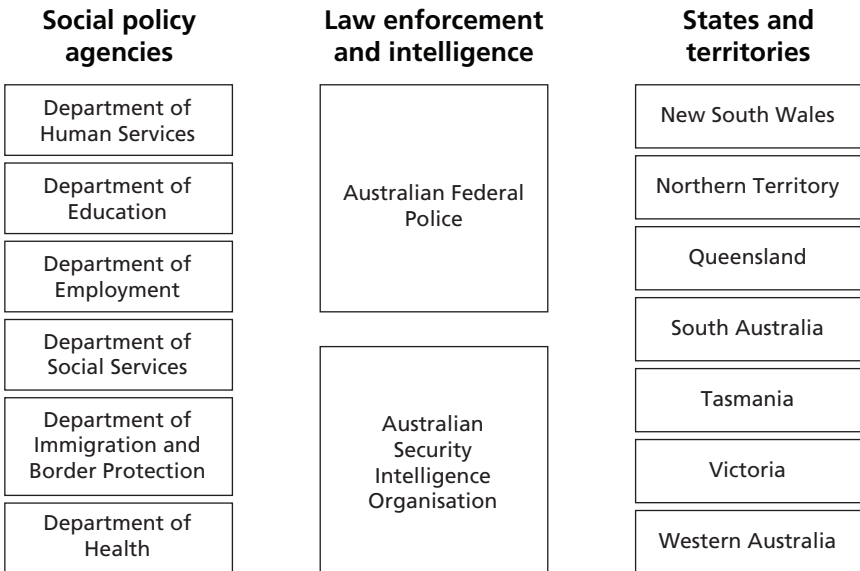 Social policy
agencies
Department of
Human Services
Department of
Education
Department of
Employment
Department of
Social Services
Department of
Immigration and
Border Protection
Department of
Health
Law enforcement
and intelligence
Australian Federal
Police
Australian
Security
Intelligence
Organisation
States and
territories
New South Wales
Northern Territory
Queensland
South Australia
Tasmania
Victoria
Western Australia